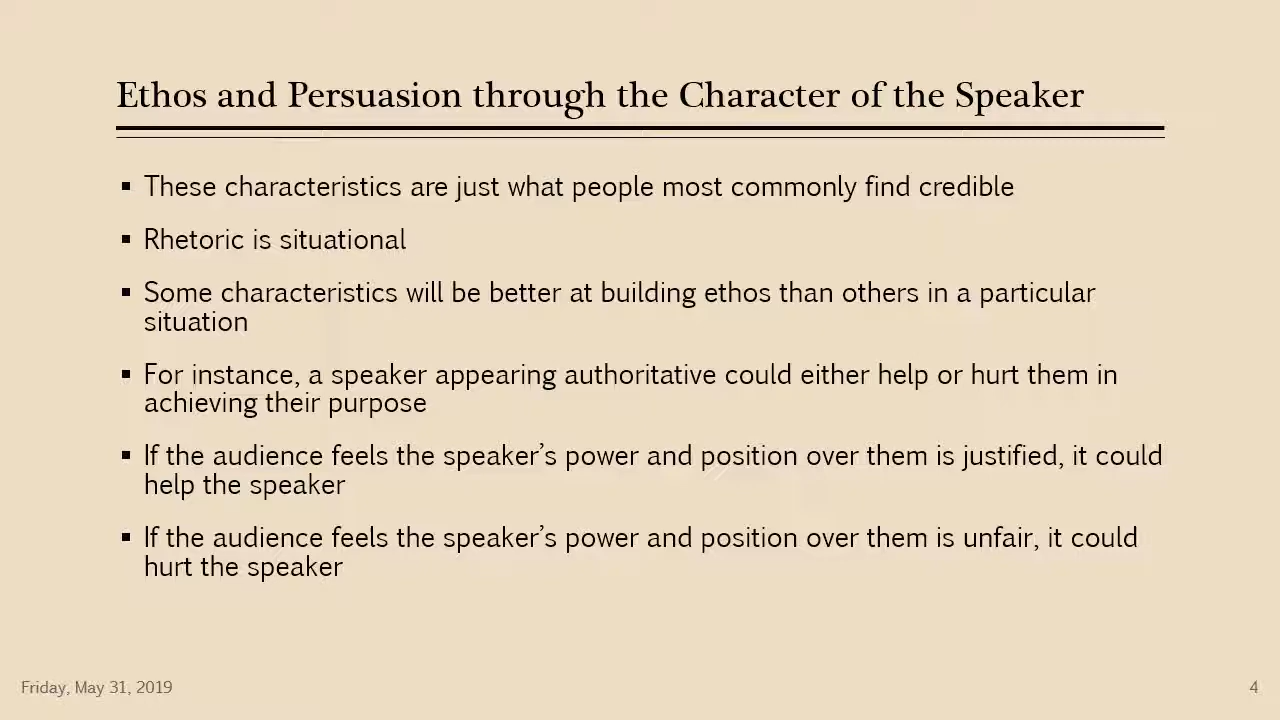 Ethos and Persuasion through the Character of the Speaker
▪ These characteristics are just what people most commonly find credible
▪ Rhetoric is situational
▪ Some characteristics will be better at building ethos than others in a particular
situation
▪ For instance, a speaker appearing authoritative could either help or hurt them in
achieving their purpose
▪ If the audience feels the speaker’s power and position over them is justified, it could
help the speaker
▪ If the audience feels the speaker’s power and position over them is unfair, it could
hurt the speaker
Friday, May 31, 2019
4